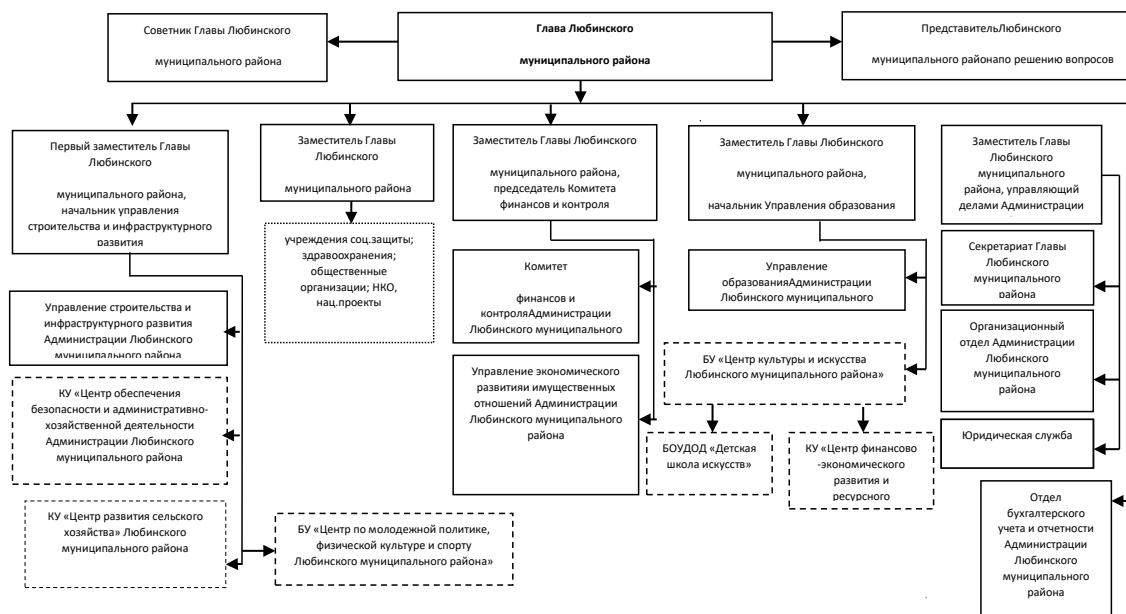 Советник Главы Любинского
муниципального района
Глава Любинского
муниципального района
ПредставительЛюбинского
муниципального районапо решению вопросов
Первый заместитель Главы
Любинского
муниципального района,
начальник управления
строительства и инфраструктурного
развития
Заместитель Главы
Любинского
муниципального района
Заместитель Главы Любинского
муниципального района,
председатель Комитета
финансов и контроля
Заместитель Главы Любинского
муниципального района,
начальник Управления образования
Заместитель Главы
Любинского
муниципального
района, управляющий
делами Администрации
учреждения соц.защиты;
здравоохранения;
общественные
организации; НКО,
нац.проекты
Комитет
финансов и
контроляАдминистрации
Любинского муниципального
Управление
образованияАдминистрации
Любинского муниципального
Секретариат Главы
Любинского
муниципального
района
Управление строительства и
инфраструктурного развития
Администрации Любинского
муниципального района
Управление экономического
развитияи имущественных
отношений Администрации
Любинского муниципального
района
БУ «Центр культуры и искусства
Любинского муниципального района»
Организационный
отдел Администрации
Любинского
муниципального
района
КУ «Центр обеспечения
безопасности и административно-
хозяйственной деятельности
Администрации Любинского
муниципального района
БОУДОД «Детская
школа искусств»
КУ «Центр финансово
-экономического
развития и
ресурсного
Юридическая служба
КУ «Центр развития сельского
хозяйства» Любинского
муниципального района
БУ «Центр по молодежной политике,
физической культуре и спорту
Любинского муниципального района»
Отдел
бухгалтерского
учета и отчетности
Администрации
Любинского
муниципального
района